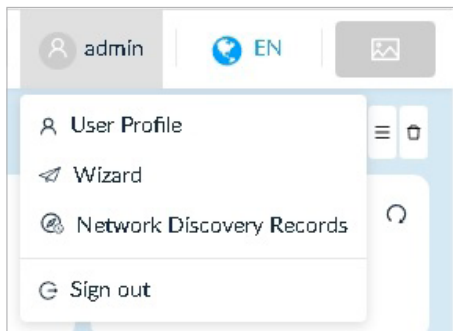 admin
EN
User Profile
Wizard
Network Discovery Records
Sign out